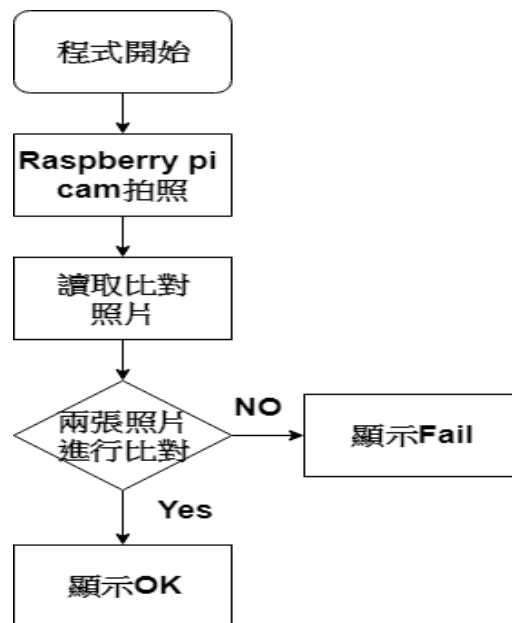 程式開始
Raspberry pi
cam拍照
讀取比對
照片
兩張照片
進行比對
NO
顯示Fail
Yes
顯示OK